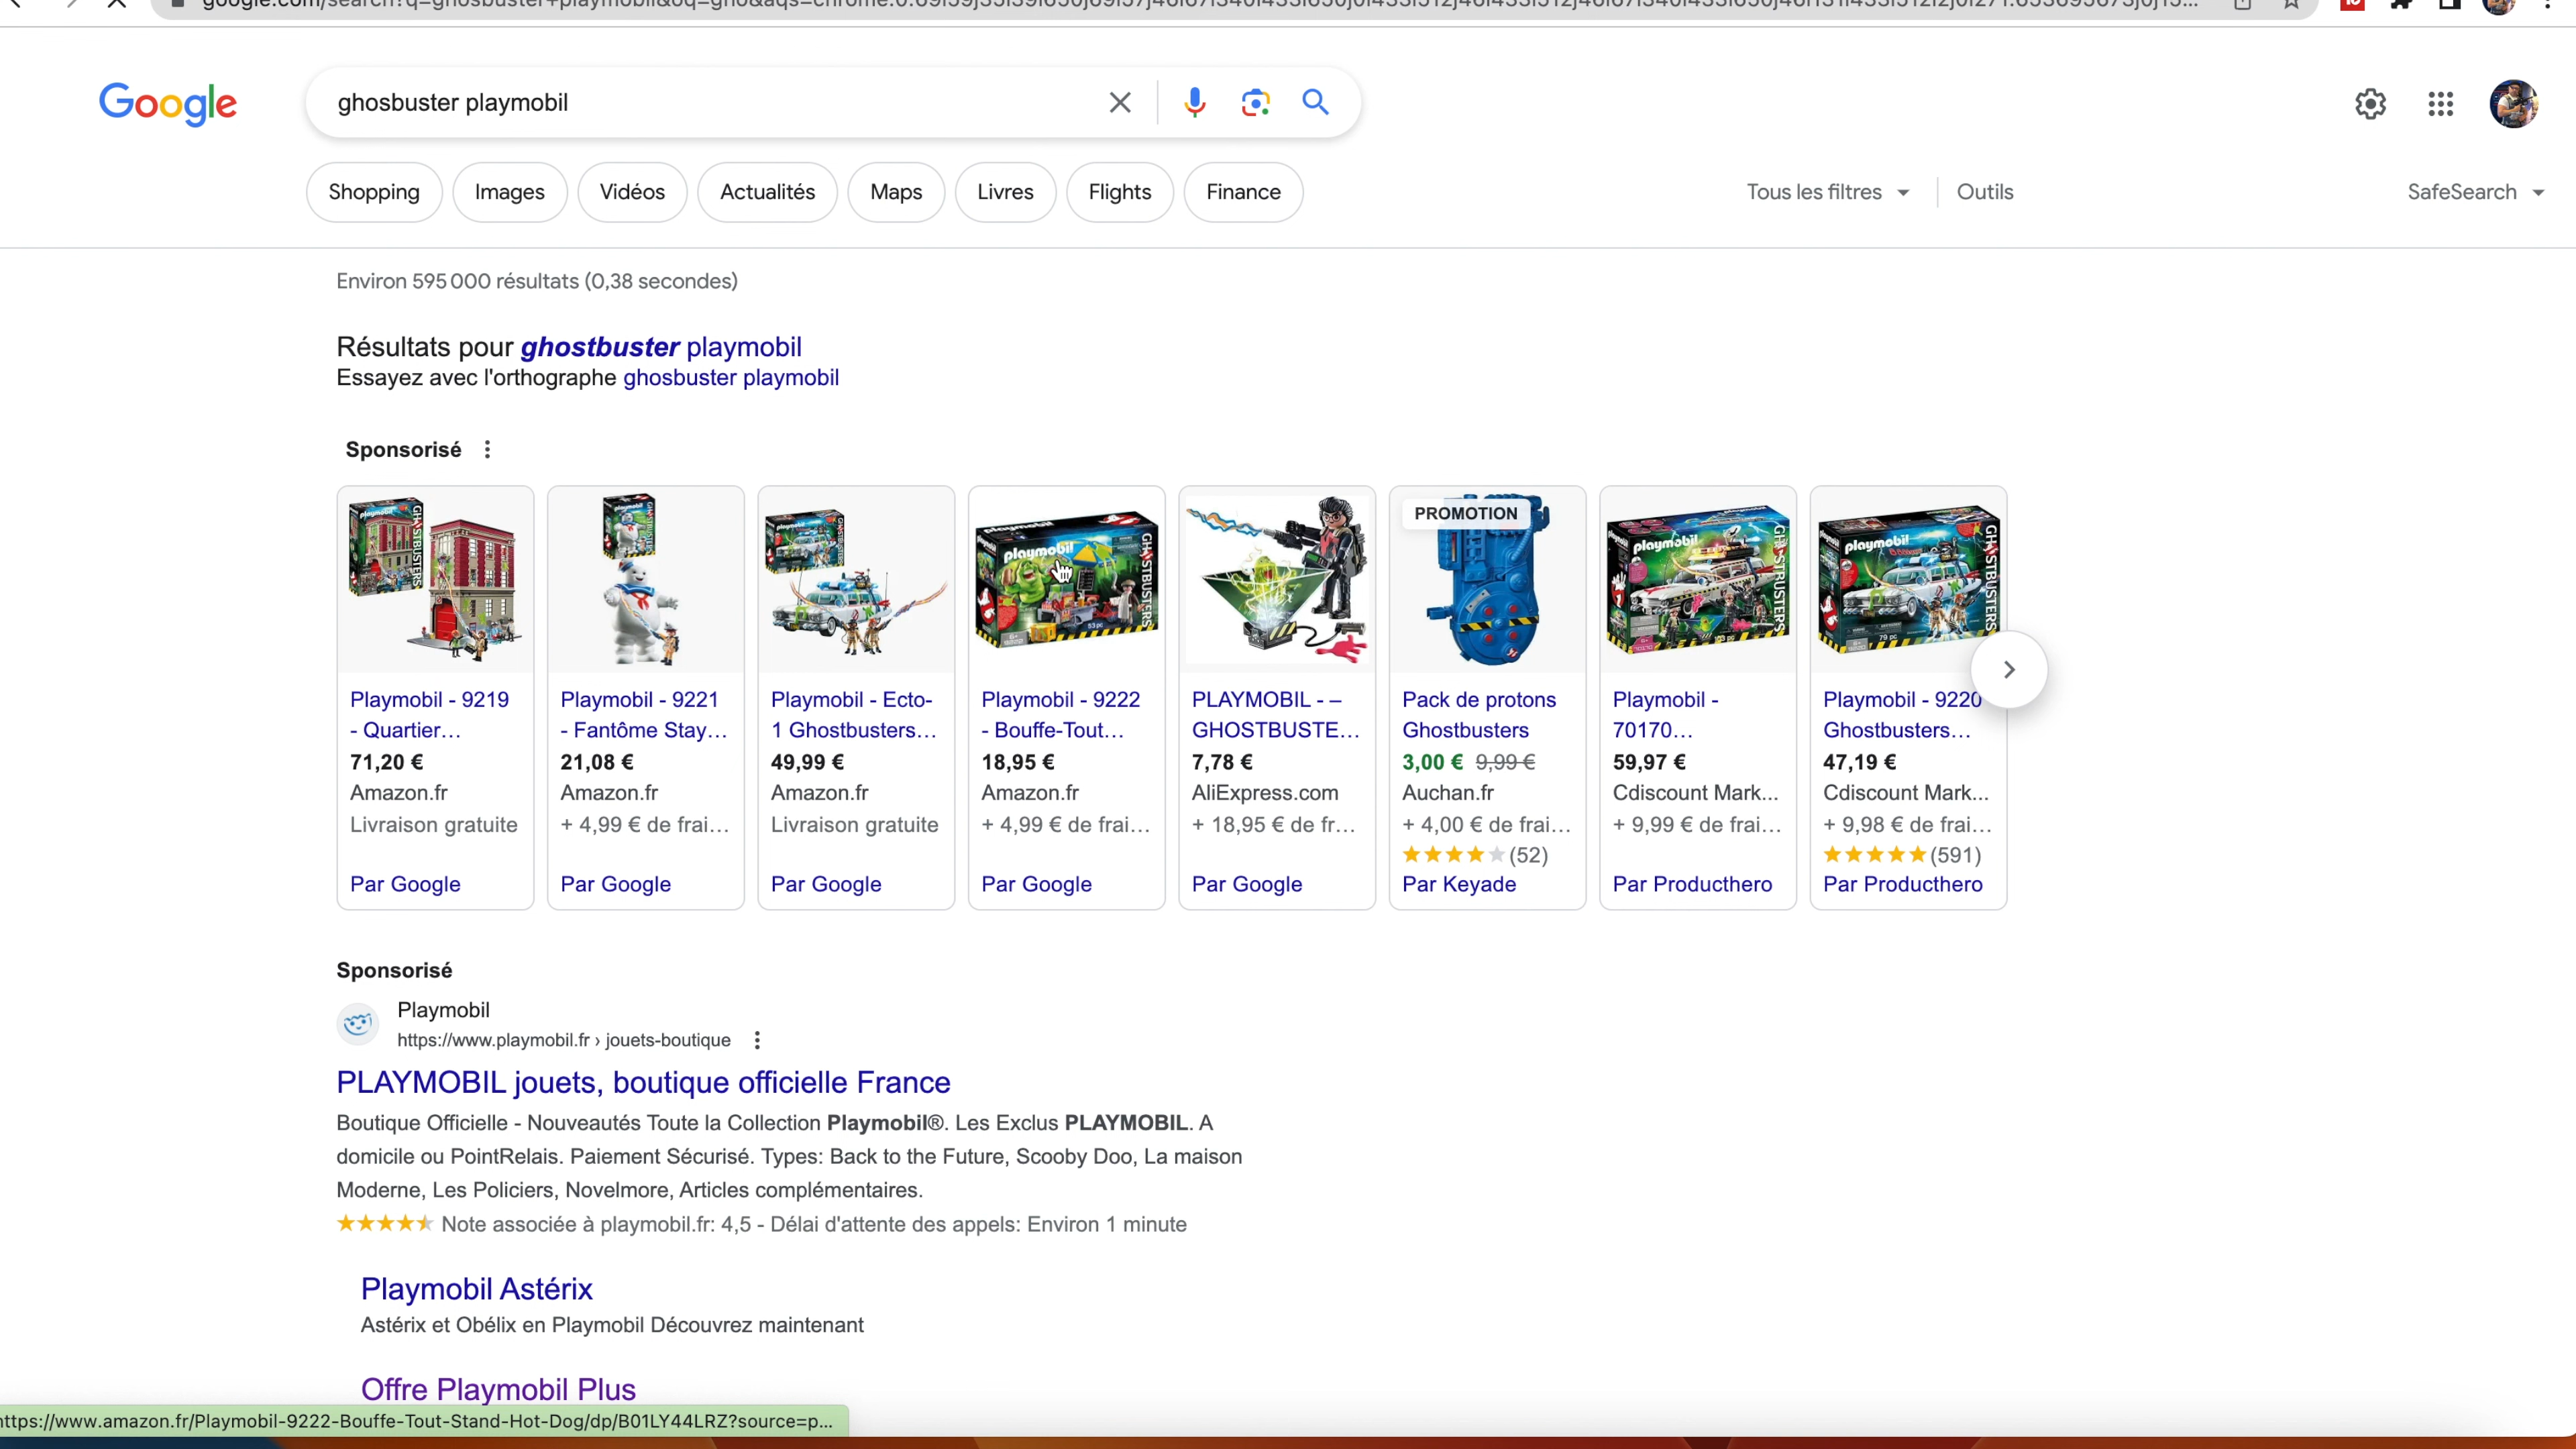 Google
ghosbuster playmobil
Shopping
Images
Vidéos
Actualités
Maps
Livres
Flights
Finance
Tous les filtres
Outils
SafeSearch
Environ 595 000 résultats (0,38 secondes)
Résultats pour ghostbuster playmobil
Essayez avec l'orthographe ghosbuster playmobil
Sponsorisé
Playmobil - 9219
- Quartier…
71,20 €
Amazon.fr
Livraison gratuite
Par Google
Playmobil - 9221
- Fantôme Stay…
21,08 €
Amazon.fr
+ 4,99 € de frai…
Par Google
Playmobil - Ecto-
1 Ghostbusters…
49,99 €
Amazon.fr
Livraison gratuite
Par Google
playmobil
GHOSTBUSTERS
Playmobil - 9222
- Bouffe-Tout…
18,95 €
Amazon.fr
+ 4,99 € de frai…
Par Google
PLAYMOBIL - –
GHOSTBUSTE…
7,78 €
AliExpress.com
+ 18,95 € de fr…
Par Google
PROMOTION
Pack de protons
Ghostbusters
3,00 € 9,99 €
Auchan.fr
+ 4,00 € de frai…
(52)
Par Keyade
playmobil
GHOSTBUSTERS
Playmobil -
70170…
59,97 €
Cdiscount Mark...
+ 9,99 € de frai…
Par Producthero
playmobil
GHOSTBUSTERS
79 pc
Playmobil - 9220
Ghostbusters…
47,19 €
Cdiscount Mark...
+ 9,98 € de frai…
(591)
Par Producthero
Sponsorisé
Playmobil
https://www.playmobil.fr › jouets-boutique
PLAYMOBIL jouets, boutique officielle France
Boutique Officielle - Nouveautés Toute la Collection Playmobil®. Les Exclus PLAYMOBIL. A
domicile ou PointRelais. Paiement Sécurisé. Types: Back to the Future, Scooby Doo, La maison
Moderne, Les Policiers, Novelmore, Articles complémentaires.
Note associée à playmobil.fr: 4,5 - Délai d'attente des appels: Environ 1 minute
Playmobil Astérix
Astérix et Obélix en Playmobil Découvrez maintenant
Offre Playmobil Plus
ttps://www.amazon.fr/Playmobil-9222-Bouffe-Tout-Stand-Hot-Dog/dp/B01LY44LRZ?source=p...